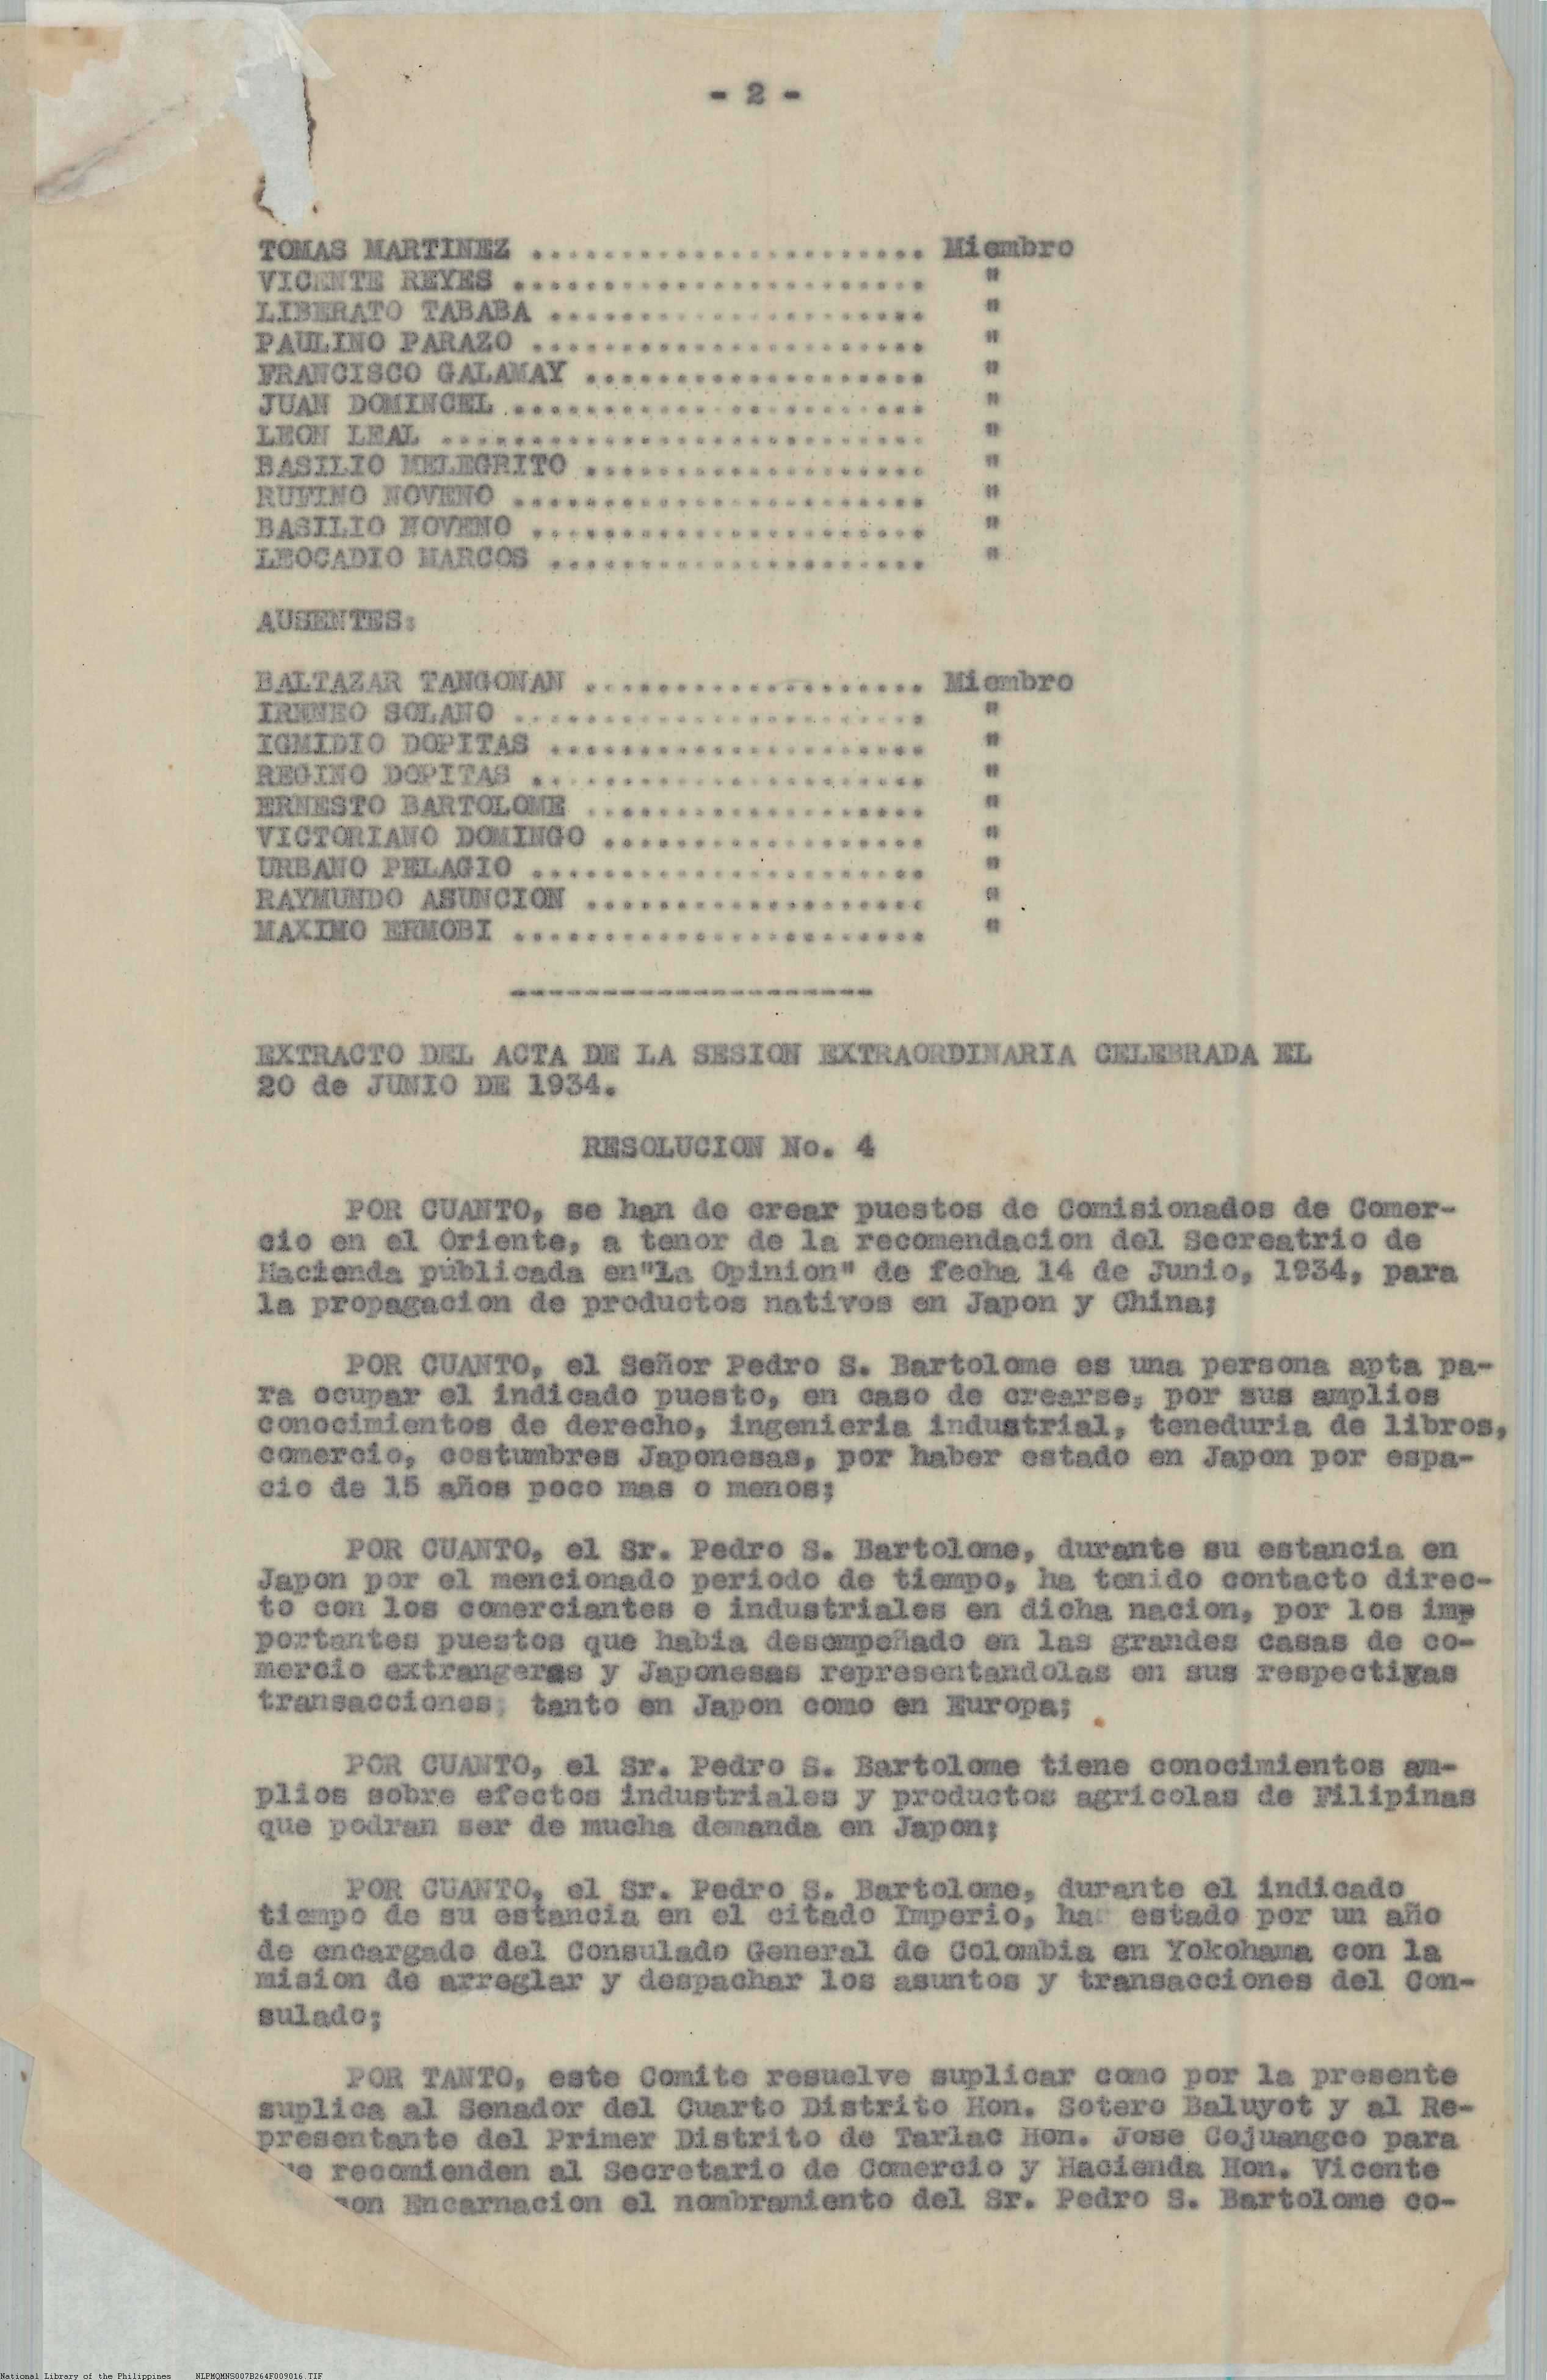 - 2 -
TOMAS MARTINEZ ...................... Miembro
VICENTE REYES ....................... "
LIBERATO TABABA ..................... "
PAULINO PARAZO ...................... "
FRANCISCO GALAMAY ................... "
JUAN DOMINCEL ....................... "
LEON LEAL ........................... "
BASILIO MELEGRITO ................... "
RUFINO NOVENO ....................... "
BASILIO NOVENO ...................... "
LEOCADIO MARCOS ..................... "
AUSENTES:
BALTAZAR TANGONAN ................... Miembro
IRENEO SOLANO ....................... "
IGMIDIO DOPITAS ..................... "
REGINO DOPITAS ...................... "
ERNESTO BARTOLOME ................... "
VICTORIANO DOMINGO .................. "
URBANO PELAGIO ...................... "
RAYMUNDO ASUNCION ................... "
MAXIMO ERMOBI ....................... "
--------------------
EXTRACTO DEL ACTA DE LA SESION EXTRAORDINARIA CELEBRADA EL
20 de JUNIO DE 1934.
RESOLUCION No. 4
POR CUANTO, se han de crear puestos de Comisionados de Comer-
cio en el Oriente, a tenor de la recomendacion del Secreatrio de
Hacienda públicada en"La Opinion" de fecha 14 de Junio, 1934, para
la propagacion de productos nativos en Japon y China;
POR CUANTO, el Señor Pedro S. Bartolome es una persona apta pa-
ra ocupar el indicado puesto, en caso de crearse, por sus amplios
conocimientos de derecho, ingenieria industrial, teneduria de libros,
comercio, costumbres Japonesas, por haber estado en Japon por espa-
cio de 15 años poco mas o menos;
POR CUANTO, el Sr. Pedro S. Bartolome, durante su estancia en
Japon por el mencionado periodo de tiempo, ha tenido contacto direc-
to con los comerciantes e industriales en dicha nacion, por los imp
portantes puestos que habia desempeñado en las grandes casas de co-
mercio extrangeras y Japonesas representandolas en sus respectivas
transacciones, tanto en Japon como en Europa;
POR CUANTO, el Sr. Pedro S. Bartolome tiene conocimientos am-
plios sobre efectos industriales y productos agricolas de Filipinas
que podran ser de mucha demanda en Japon;
POR CUANTO, el Sr. Pedro S. Bartolome, durante el indicado
tiempo de su estancia en el citado Imperio, ha estado por un año
de encargado del Consulado General de Colombia en Yokohama con la
mision de arreglar y despachar los asuntos y transacciones del Con-
sulado;
POR TANTO, este Comite resuelve suplicar como por la presente
suplica al Senador del Cuarto Distrito Hon. Sotero Baluyot y al Re-
presentante del Primer Distrito de Tarlac Hon. Jose Cojuangco para
recomienden al Secretario de Comercio y Hacienda Hon. Vicente
Encarnacion el nombramiento del Sr. Pedro S. Bartolome co-
National Library of the Philippines NLPMQMNS007B264F009016.TIF